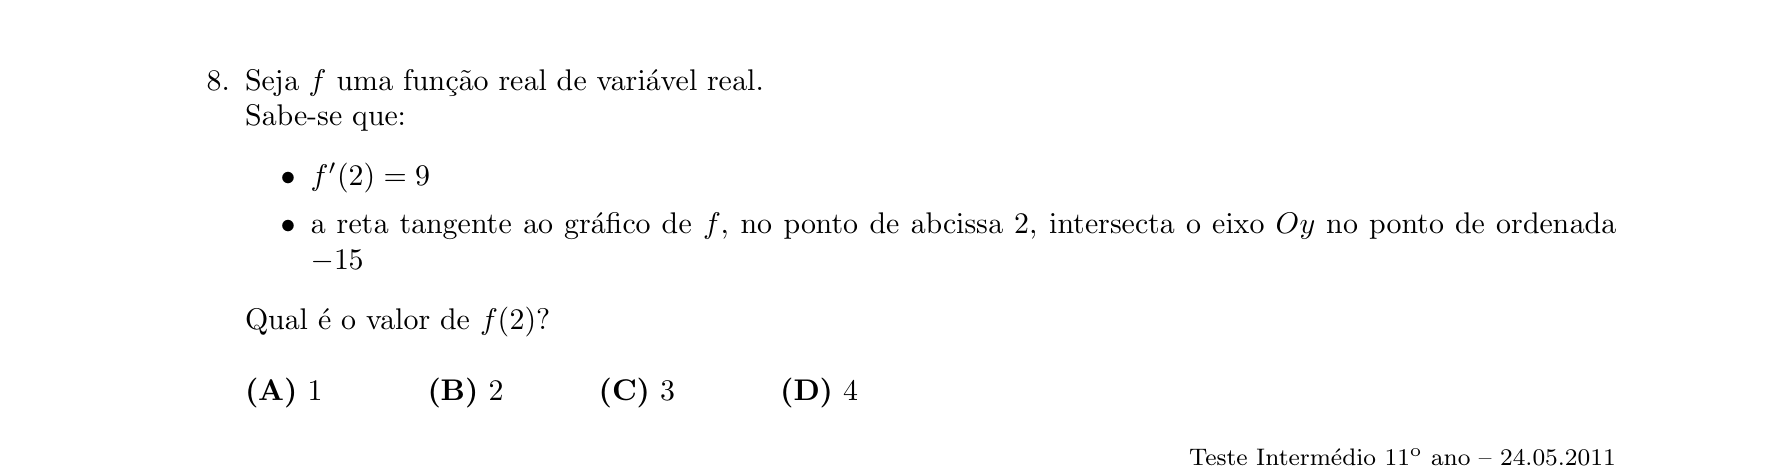 8. Seja f uma função real de variável real.
Sabe-se que:
• f′(2) = 9
• a reta tangente ao gráfico de f, no ponto de abcissa 2, intersecta o eixo Oy no ponto de ordenada
−15
Qual é o valor de f(2)?
(A) 1 (B) 2 (C) 3 (D) 4
Teste Intermédio 11º ano – 24.05.2011